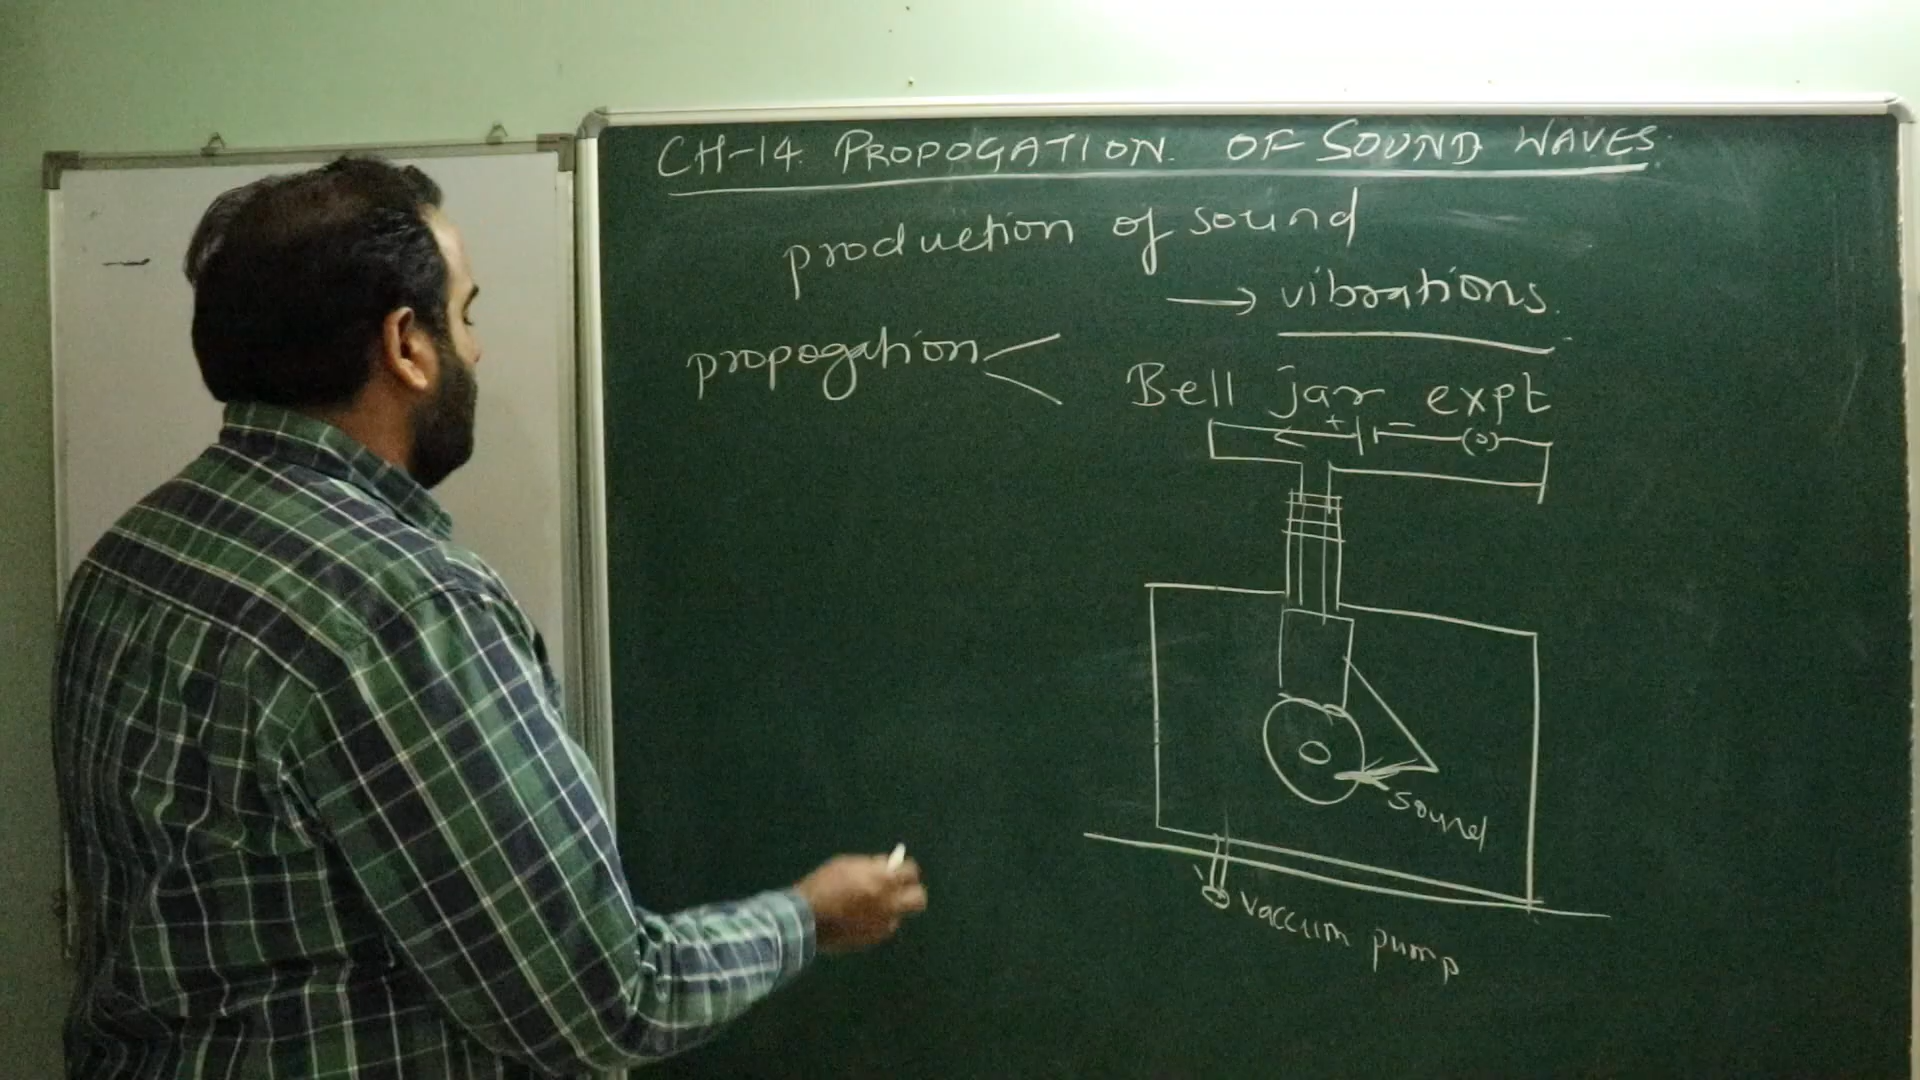 CH-14. PROPOGATION. OF SOUND WAVES.
production of sound
→ vibrations.
propogation
Bell jar expt
+ -
sound
vaccum pump